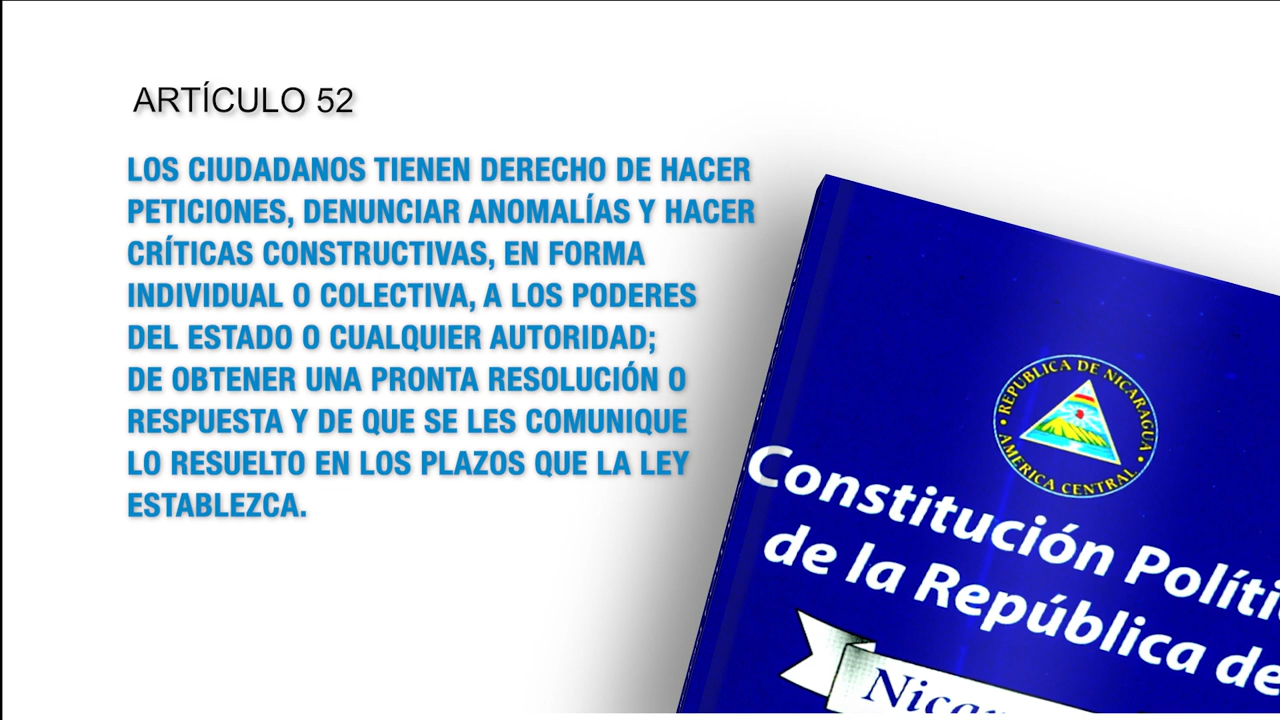 ARTÍCULO 52
LOS CIUDADANOS TIENEN DERECHO DE HACER
PETICIONES, DENUNCIAR ANOMALÍAS Y HACER
CRÍTICAS CONSTRUCTIVAS, EN FORMA
INDIVIDUAL O COLECTIVA, A LOS PODERES
DEL ESTADO O CUALQUIER AUTORIDAD;
DE OBTENER UNA PRONTA RESOLUCIÓN O
RESPUESTA Y DE QUE SE LES COMUNIQUE
LO RESUELTO EN LOS PLAZOS QUE LA LEY
ESTABLEZCA.
REPÚBLICA DE NICARAGUA
AMÉRICA CENTRAL
Constitución Políti
de la República de